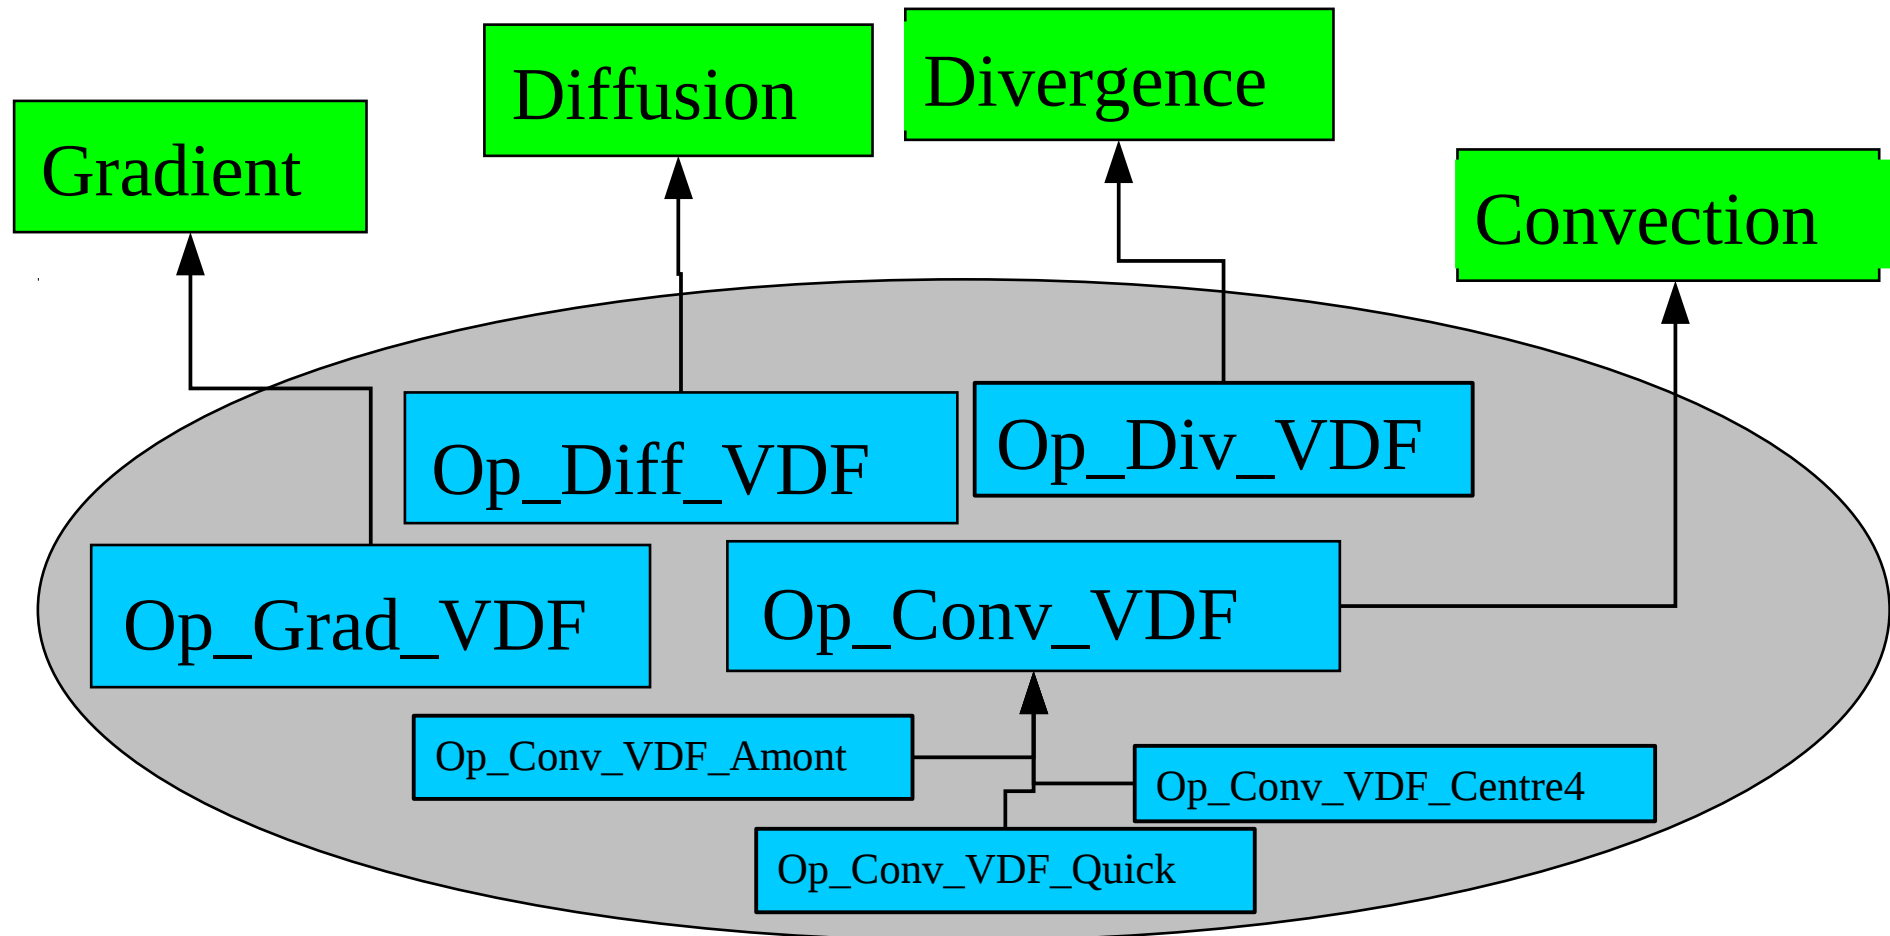 Gradient
Diffusion
Divergence
Convection
Op_Diff_VDF
Op_Div_VDF
Op_Grad_VDF
Op_Conv_VDF
Op_Conv_VDF_Amont
Op_Conv_VDF_Centre4
Op_Conv_VDF_Quick